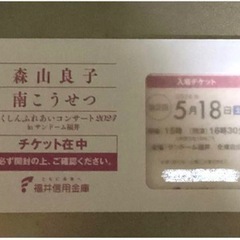 森山良子
南こうせつ
くしんふれあいコンサート2024
in サンドーム福井
チケット在中
必ず開封の上、ご確認ください。
福井信用金庫
入場チケット
5月18日